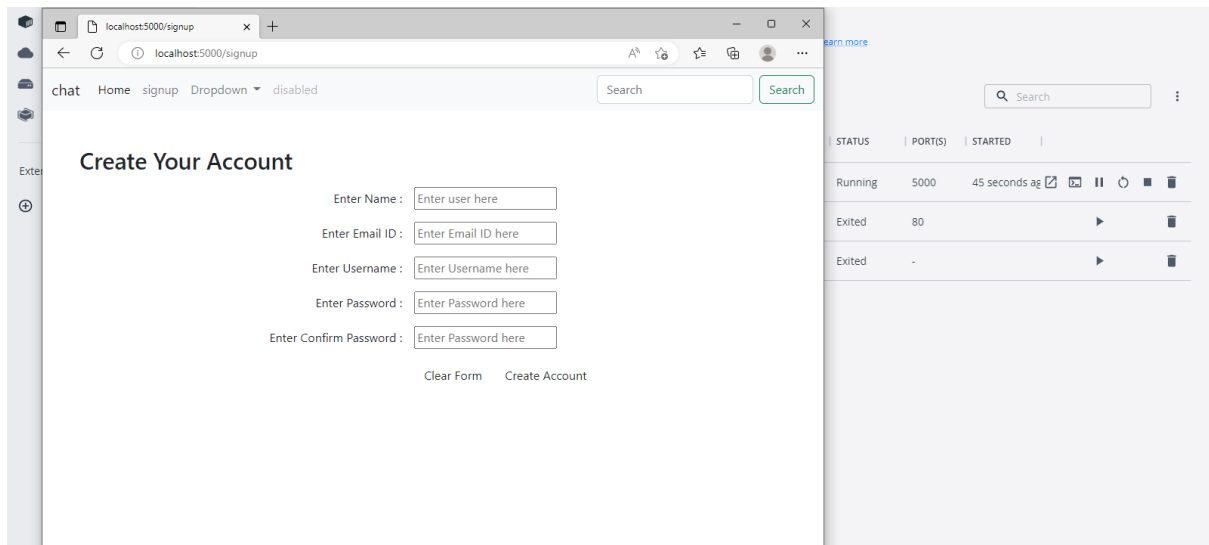 localhost:5000/signup
localhost:5000/signup
chat Home signup Dropdown disabled Search Search
Create Your Account
Enter Name : Enter user here
Enter Email ID : Enter Email ID here
Enter Username : Enter Username here
Enter Password : Enter Password here
Enter Confirm Password : Enter Password here
Clear Form Create Account
Exter
earn more
Search
STATUS PORT(S) STARTED
Running 5000 45 seconds ag
Exited 80
Exited -